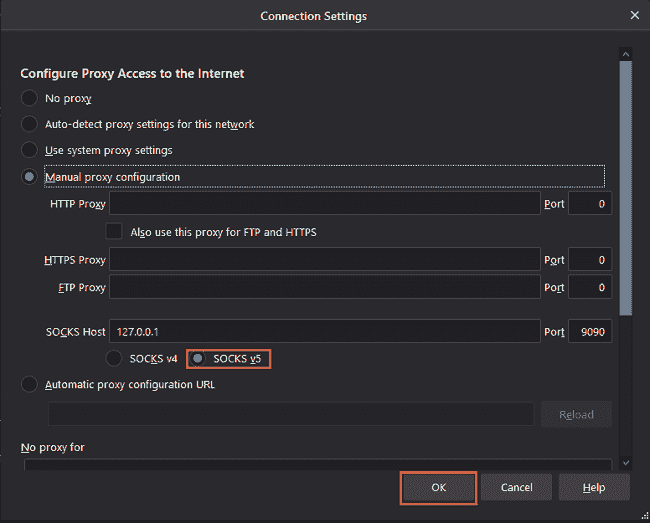 Connection Settings
Configure Proxy Access to the Internet
No proxy
Auto-detect proxy settings for this network
Use system proxy settings
Manual proxy configuration
HTTP Proxy Port 0
Also use this proxy for FTP and HTTPS
HTTPS Proxy Port 0
FTP Proxy Port 0
SOCKS Host 127.0.0.1 Port 9090
SOCKS v4 SOCKS v5
Automatic proxy configuration URL
Reload
No proxy for
OK Cancel Help